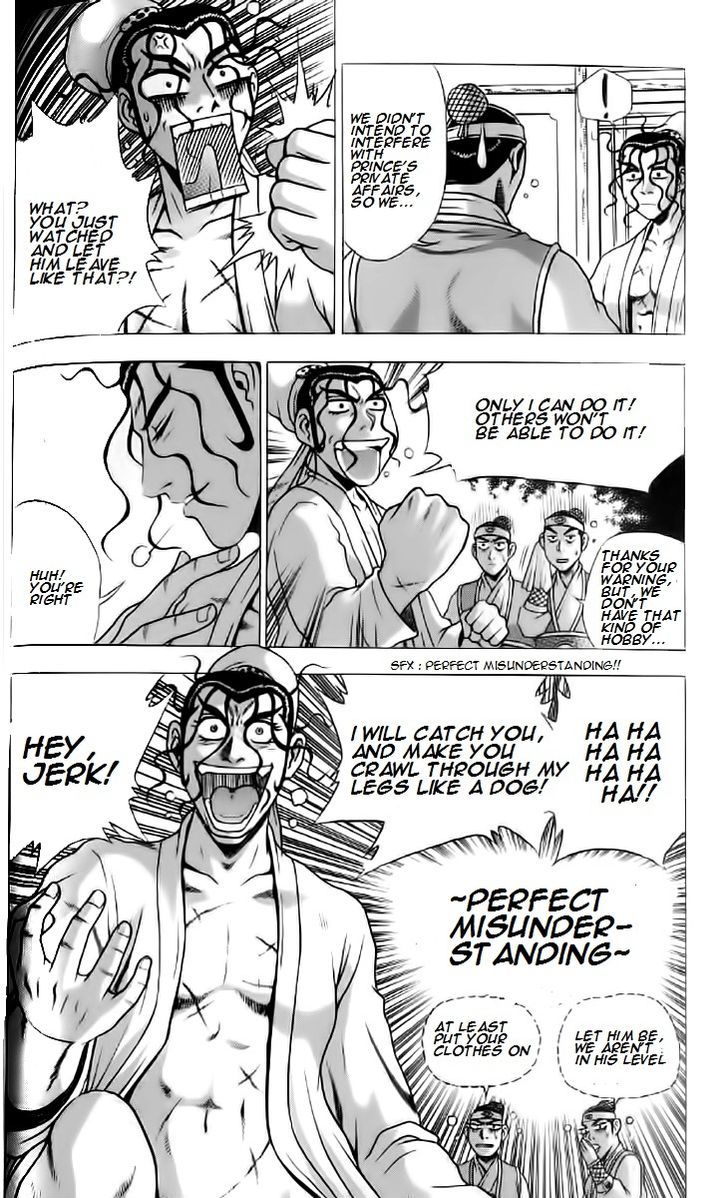 !
WE DIDN'T
INTEND TO
INTERFERE
WITH
PRINCE'S
PRIVATE
AFFAIRS,
SO WE...
WHAT?
YOU JUST
WATCHED
AND LET
HIM LEAVE
LIKE THAT?!
ONLY I CAN DO IT!
OTHERS WON'T
BE ABLE TO DO IT!
THANKS
FOR YOUR
WARNING,
BUT, WE
DON'T
HAVE THAT
KIND OF
HOBBY...
HUH!
YOU'RE
RIGHT
SFX : PERFECT MISUNDERSTANDING!!
HA HA
HA HA
HA HA
HA!!
I WILL CATCH YOU,
AND MAKE YOU
CRAWL THROUGH MY
LEGS LIKE A DOG!
HEY,
JERK!
~PERFECT
MISUNDER-
STANDING~
LET HIM BE,
WE AREN'T
IN HIS LEVEL
AT LEAST
PUT YOUR
CLOTHES ON